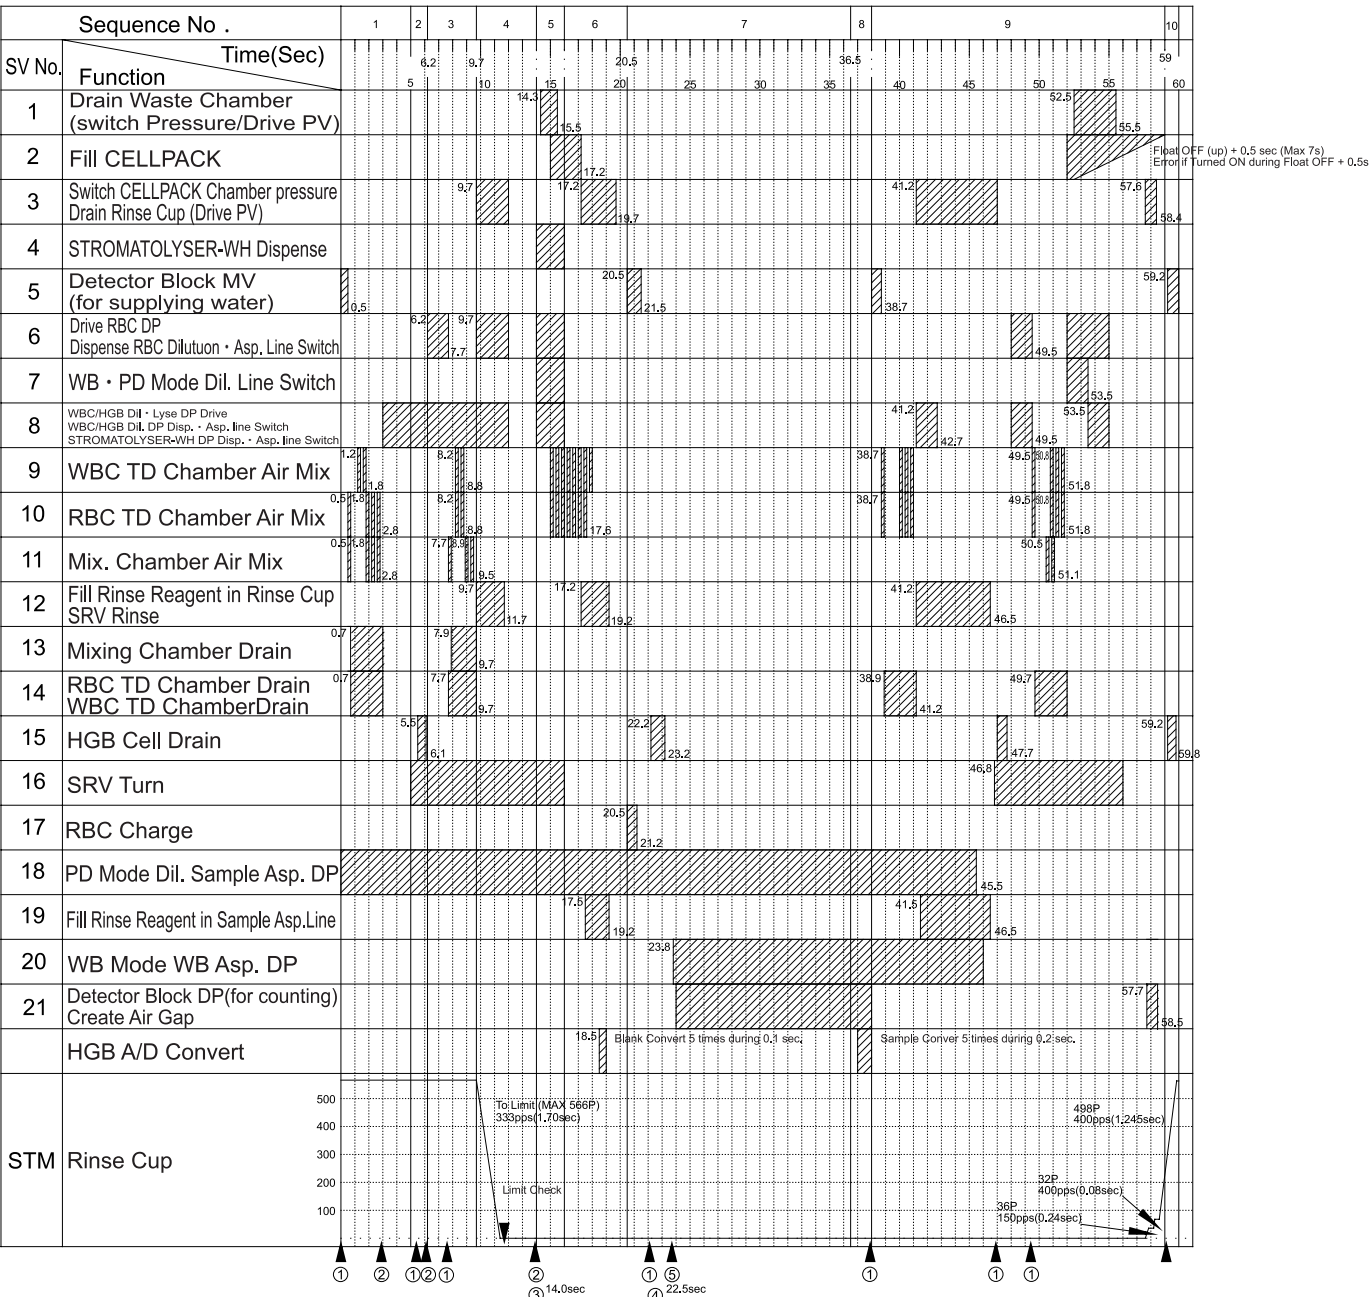 Sequence No .
1 2 3 4 5 6 7 8 9 10
SV No. Time(Sec)
Function
6.2 9.7 20.5 36.5 59
5 10 15 20 25 30 35 40 45 50 55 60
1 Drain Waste Chamber
(switch Pressure/Drive PV)
14.3 15.5 52.5 55.5
2 Fill CELLPACK
17.2
Float OFF (up) + 0.5 sec (Max 7s)
Error if Turned ON during Float OFF + 0.5s
3 Switch CELLPACK Chamber pressure
Drain Rinse Cup (Drive PV)
9.7 17.2 19.7 41.2 57.6 58.4
4 STROMATOLYSER-WH Dispense
5 Detector Block MV
(for supplying water)
0.5 20.5 21.5 38.7 59.2
6 Drive RBC DP
Dispense RBC Dilutuon · Asp. Line Switch
6.2 7.7 9.7 49.5
7 WB · PD Mode Dil. Line Switch
53.5
8 WBC/HGB Dil · Lyse DP Drive
WBC/HGB Dil. DP Disp. · Asp. line Switch
STROMATOLYSER-WH DP Disp. · Asp. line Switch
41.2 42.7 49.5 53.5
9 WBC TD Chamber Air Mix
1.2 1.8 8.2 8.8 38.7 49.5 50.8 51.8
10 RBC TD Chamber Air Mix
0.5 1.8 2.8 8.2 8.8 17.6 38.7 49.5 50.8 51.8
11 Mix. Chamber Air Mix
0.5 1.8 2.8 7.7 8.9 9.5 50.5 51.1
12 Fill Rinse Reagent in Rinse Cup
SRV Rinse
9.7 11.7 17.2 19.2 41.2 46.5
13 Mixing Chamber Drain
0.7 7.9 9.7
14 RBC TD Chamber Drain
WBC TD ChamberDrain
0.7 7.7 9.7 38.9 41.2 49.7
15 HGB Cell Drain
5.5 6.1 22.2 23.2 47.7 59.2 59.8
16 SRV Turn
46.8
17 RBC Charge
20.5 21.2
18 PD Mode Dil. Sample Asp. DP
45.5
19 Fill Rinse Reagent in Sample Asp.Line
17.5 19.2 41.5 46.5
20 WB Mode WB Asp. DP
23.8
21 Detector Block DP(for counting)
Create Air Gap
57.7 58.5
HGB A/D Convert
18.5 Blank Convert 5 times during 0.1 sec. Sample Conver 5 times during 0.2 sec.
STM Rinse Cup
500
400
300
200
100
To Limit (MAX 566P)
333pps(1.70sec)
Limit Check
498P
400pps(1.245sec)
32P
400pps(0.08sec)
36P
150pps(0.24sec)
① ② ① ② ① ② ① ⑤ ① ① ①
③ 14.0sec ④ 22.5sec